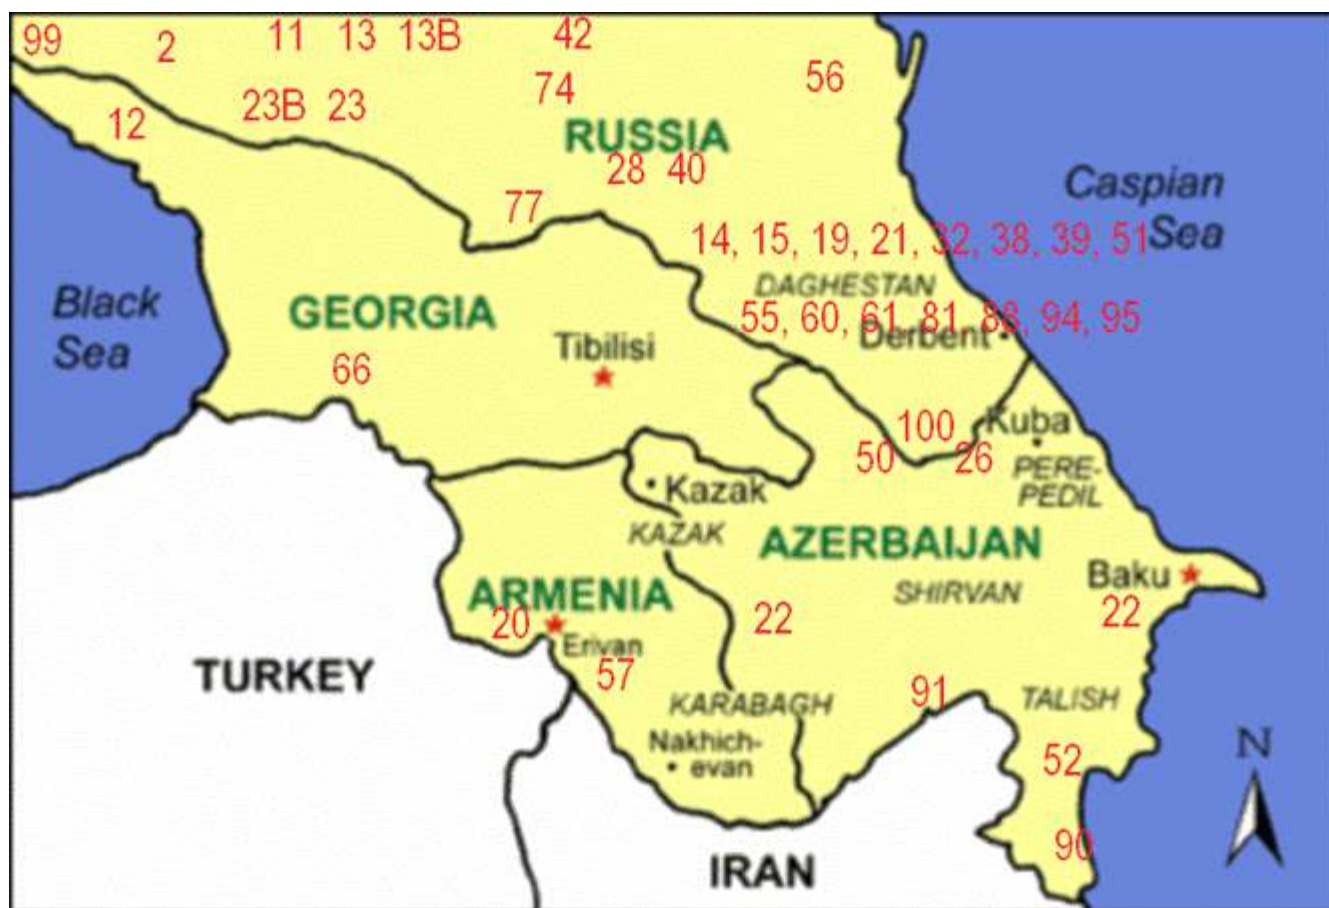 99 2 11 13 13B 42
74 56
23B 23
12
RUSSIA
28 40
77
Caspian
Sea
14, 15, 19, 21, 32, 38, 39, 51
DAGHESTAN
55, 60, 61, 81, 88, 94, 95
Derbent
Black
Sea
GEORGIA
Tibilisi
66
100
Kuba
50 26
PERE-
PEDIL
Kazak
KAZAK
AZERBAIJAN
SHIRVAN
Baku
ARMENIA
20
Erivan
22
22
57
TURKEY
KARABAGH
91
TALISH
Nakhich-
evan
52
N
90
IRAN